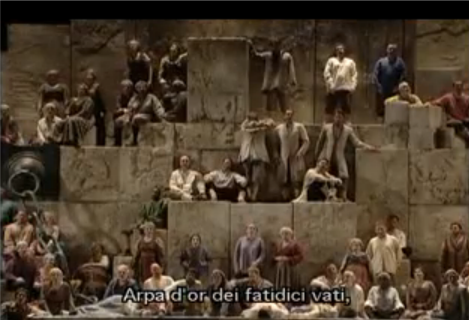 Arpa d'or dei fatidici vati,